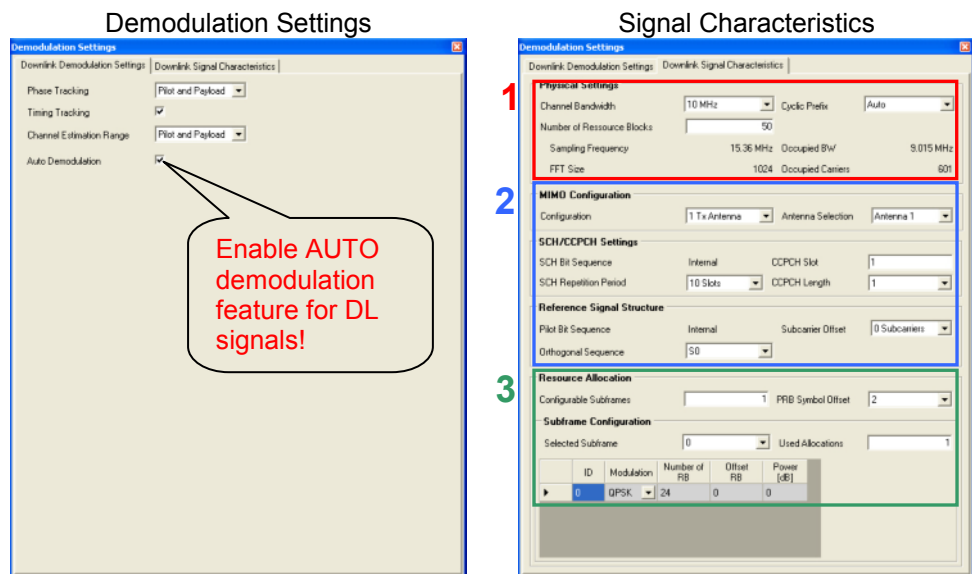 Demodulation Settings
Demodulation Settings
Downlink Demodulation Settings Downlink Signal Characteristics
Phase Tracking Pilot and Payload
Timing Tracking
Channel Estimation Range Pilot and Payload
Auto Demodulation
Enable AUTO
demodulation
feature for DL
signals!
Signal Characteristics
Demodulation Settings
Downlink Demodulation Settings Downlink Signal Characteristics
1
Physical Settings
Channel Bandwidth 10 MHz Cyclic Prefix Auto
Number of Ressource Blocks 50
Sampling Frequency 15.36 MHz Occupied BW 9.015 MHz
FFT Size 1024 Occupied Carriers 601
2
MIMO Configuration
Configuration 1 Tx Antenna Antenna Selection Antenna 1
SCH/CCPCH Settings
SCH Bit Sequence Internal CCPCH Slot 1
SCH Repetition Period 10 Slots CCPCH Length 1
Reference Signal Structure
Pilot Bit Sequence Internal Subcarrier Offset 0 Subcarriers
Orthogonal Sequence S0
3
Resource Allocation
Configurable Subframes 1 PRB Symbol Offset 2
Subframe Configuration
Selected Subframe 0 Used Allocations 1
ID Modulation Number of RB Offset RB Power [dB]
0 QPSK 24 0 0